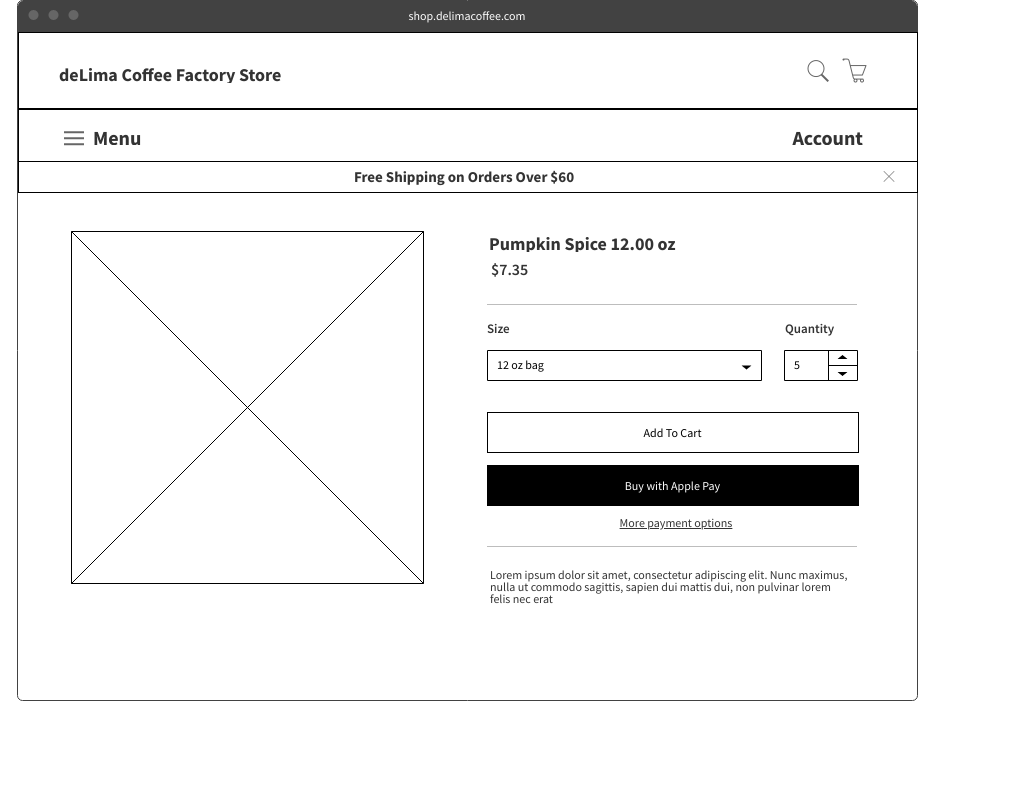 shop.delimacoffee.com
deLima Coffee Factory Store
Menu
Account
Free Shipping on Orders Over $60
Pumpkin Spice 12.00 oz
$7.35
Size
Quantity
12 oz bag
5
Add To Cart
Buy with Apple Pay
More payment options
Lorem ipsum dolor sit amet, consectetur adipiscing elit. Nunc maximus,
nulla ut commodo sagittis, sapien dui mattis dui, non pulvinar lorem
felis nec erat